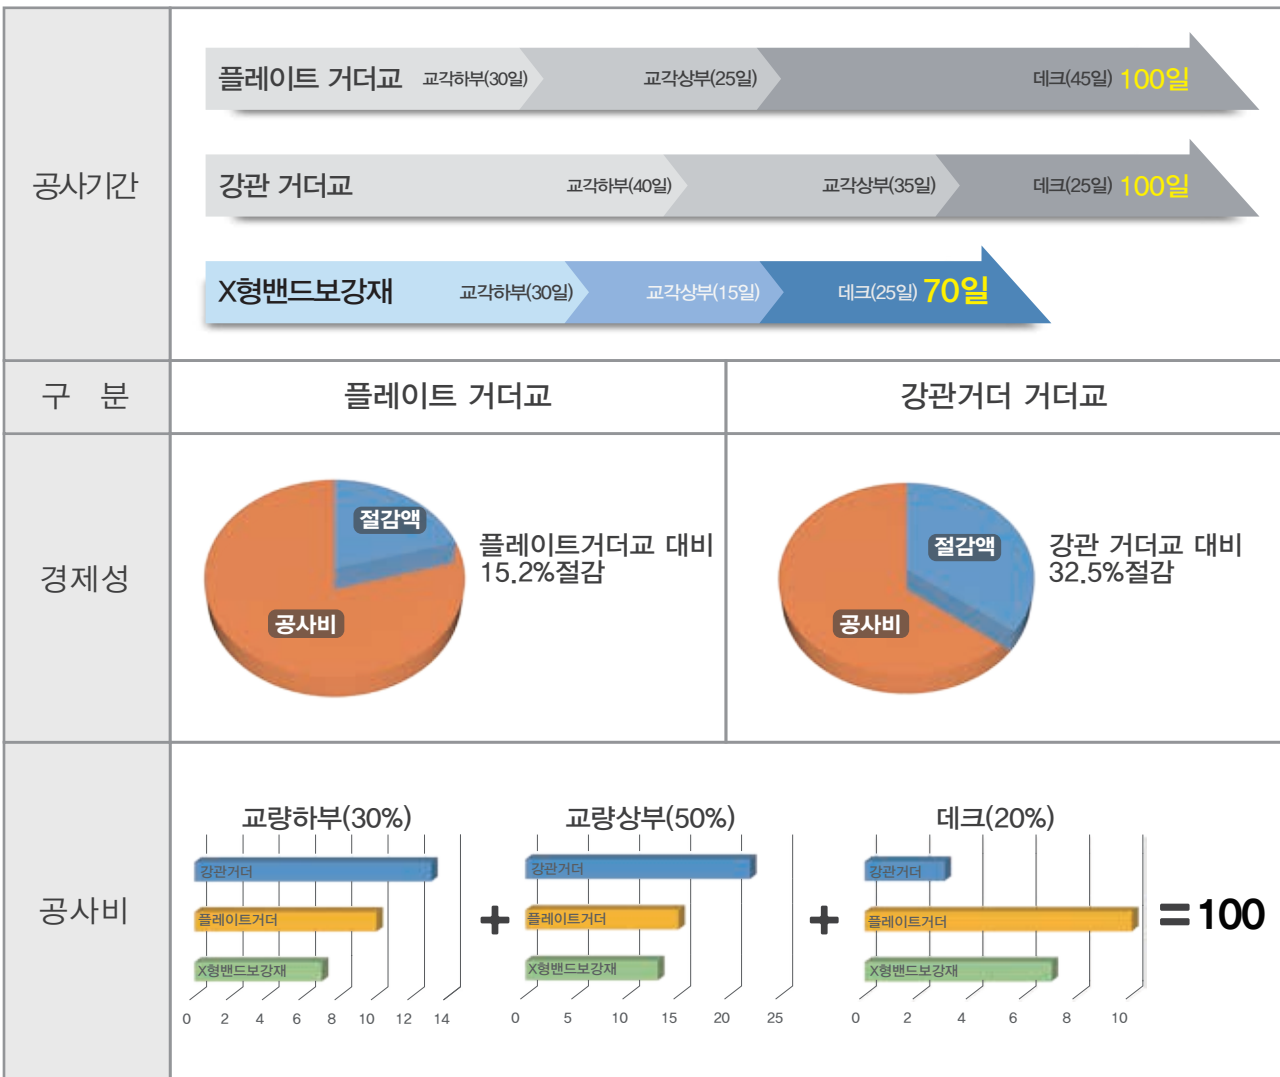 공사기간
플레이트 거더교 교각하부(30일) 교각상부(25일) 데크(45일) 100일
강관 거더교 교각하부(40일) 교각상부(35일) 데크(25일) 100일
X형밴드보강재 교각하부(30일) 교각상부(15일) 데크(25일) 70일
구 분 플레이트 거더교 강관거더 거더교
경제성
절감액
공사비
플레이트거더교 대비
15.2%절감
절감액
공사비
강관 거더교 대비
32.5%절감
공사비
교량하부(30%)
강관거더
플레이트거더
X형밴드보강재
0 2 4 6 8 10 12 14
+
교량상부(50%)
강관거더
플레이트거더
X형밴드보강재
0 5 10 15 20 25
+
데크(20%)
강관거더
플레이트거더
X형밴드보강재
0 2 4 6 8 10
=100